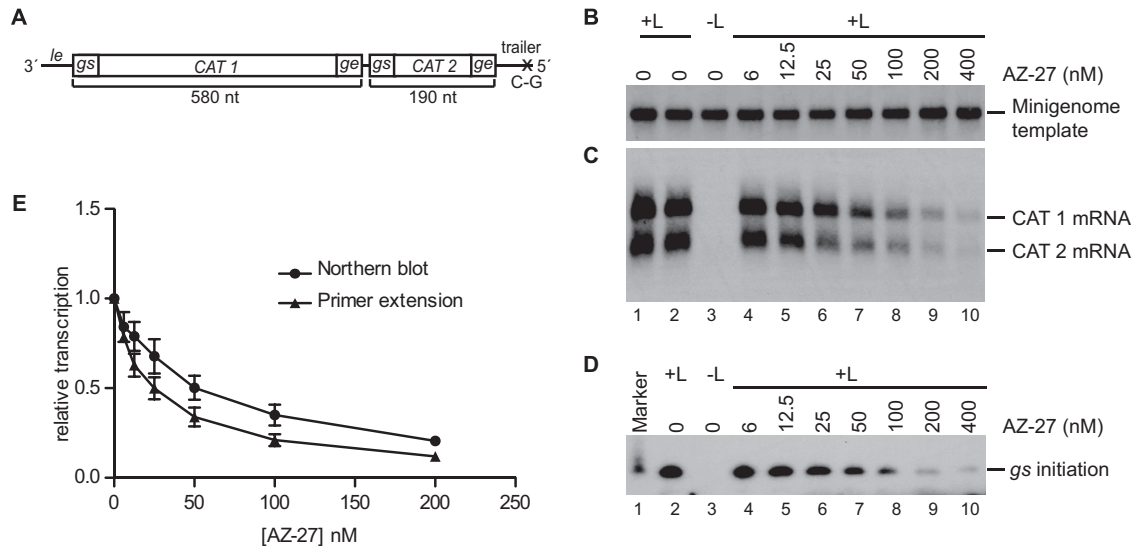 A
3´ le gs CAT 1 ge gs CAT 2 ge trailer X 5´
C-G
580 nt 190 nt
B
+L -L +L
0 0 0 6 12.5 25 50 100 200 400 AZ-27 (nM)
Minigenome
template
C
CAT 1 mRNA
CAT 2 mRNA
1 2 3 4 5 6 7 8 9 10
D
+L -L +L
Marker 0 0 6 12.5 25 50 100 200 400 AZ-27 (nM)
gs initiation
1 2 3 4 5 6 7 8 9 10
E
relative transcription
1.5
1.0
0.5
0.0
Northern blot
Primer extension
0 50 100 150 200 250
[AZ-27] nM